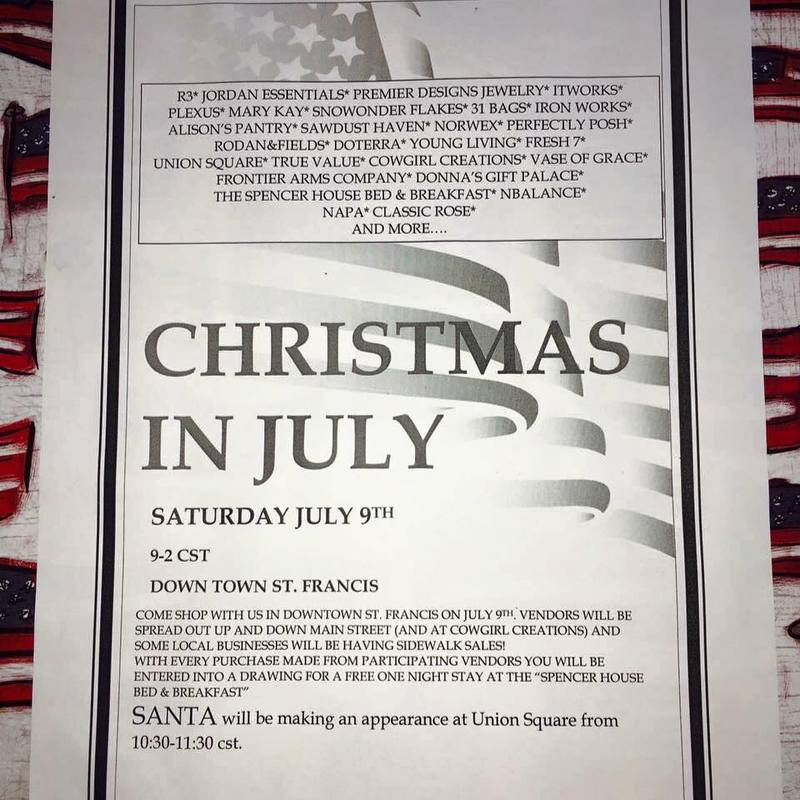 R3* JORDAN ESSENTIALS* PREMIER DESIGNS JEWELRY* ITWORKS*
PLEXUS* MARY KAY* SNOWONDER FLAKES* 31 BAGS* IRON WORKS*
ALISON'S PANTRY* SAWDUST HAVEN* NORWEX* PERFECTLY POSH*
RODAN&FIELDS* DOTERRA* YOUNG LIVING* FRESH 7*
UNION SQUARE* TRUE VALUE* COWGIRL CREATIONS* VASE OF GRACE*
FRONTIER ARMS COMPANY* DONNA'S GIFT PALACE*
THE SPENCER HOUSE BED & BREAKFAST* NBALANCE*
NAPA* CLASSIC ROSE*
AND MORE….
CHRISTMAS
IN JULY
SATURDAY JULY 9TH
9-2 CST
DOWN TOWN ST. FRANCIS
COME SHOP WITH US IN DOWNTOWN ST. FRANCIS ON JULY 9TH. VENDORS WILL BE
SPREAD OUT UP AND DOWN MAIN STREET (AND AT COWGIRL CREATIONS) AND
SOME LOCAL BUSINESSES WILL BE HAVING SIDEWALK SALES!
WITH EVERY PURCHASE MADE FROM PARTICIPATING VENDORS YOU WILL BE
ENTERED INTO A DRAWING FOR A FREE ONE NIGHT STAY AT THE "SPENCER HOUSE
BED & BREAKFAST"
SANTA will be making an appearance at Union Square from
10:30-11:30 cst.